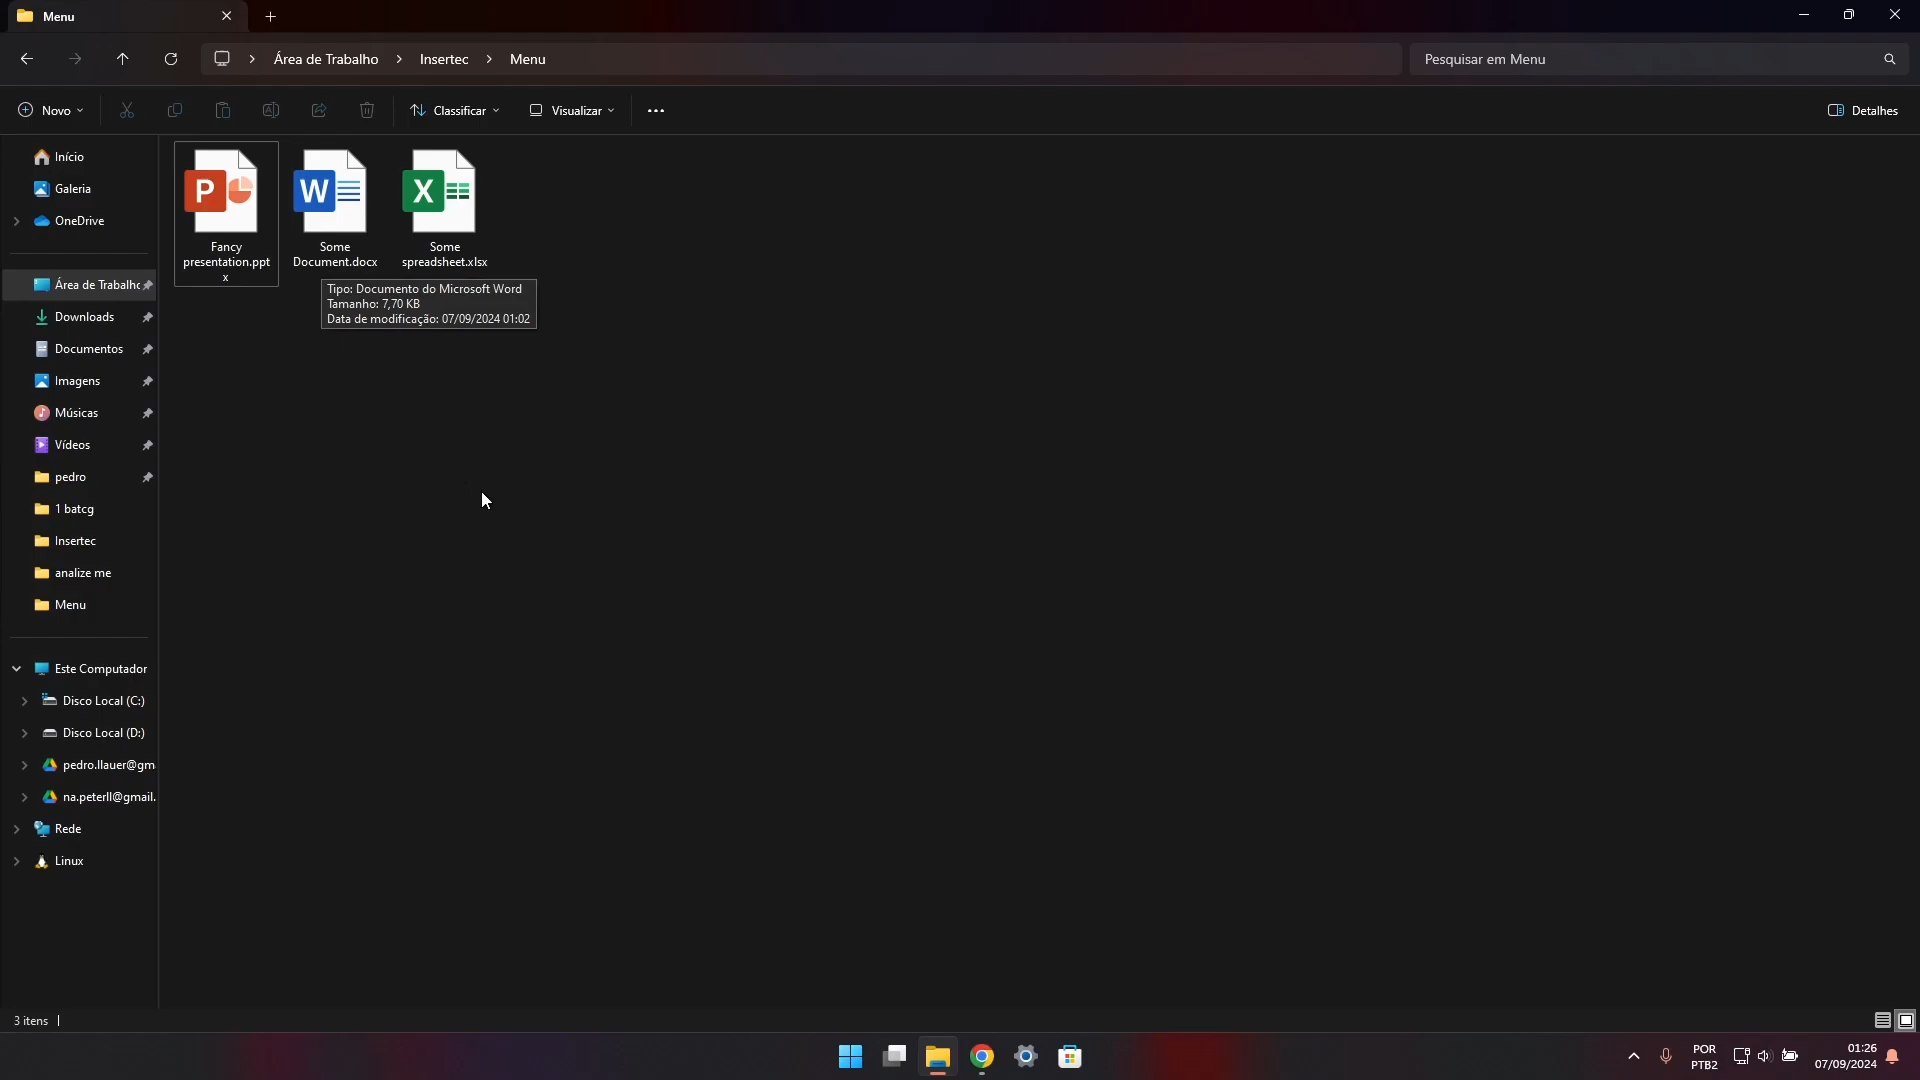 Menu
Área de Trabalho
Insertec
Menu
Pesquisar em Menu
Novo
Classificar
Visualizar
Detalhes
Início
Galeria
OneDrive
Área de Trabalho
Downloads
Documentos
Imagens
Músicas
Vídeos
pedro
1 batcg
Insertec
analize me
Menu
Este Computador
Disco Local (C:)
Disco Local (D:)
pedro.llauer@gm
na.peterll@gmail.
Rede
Linux
P
Fancy
presentation.ppt
x
W
Some
Document.docx
X
Some
spreadsheet.xlsx
Tipo: Documento do Microsoft Word
Tamanho: 7,70 KB
Data de modificação: 07/09/2024 01:02
3 itens
POR
PTB2
01:26
07/09/2024